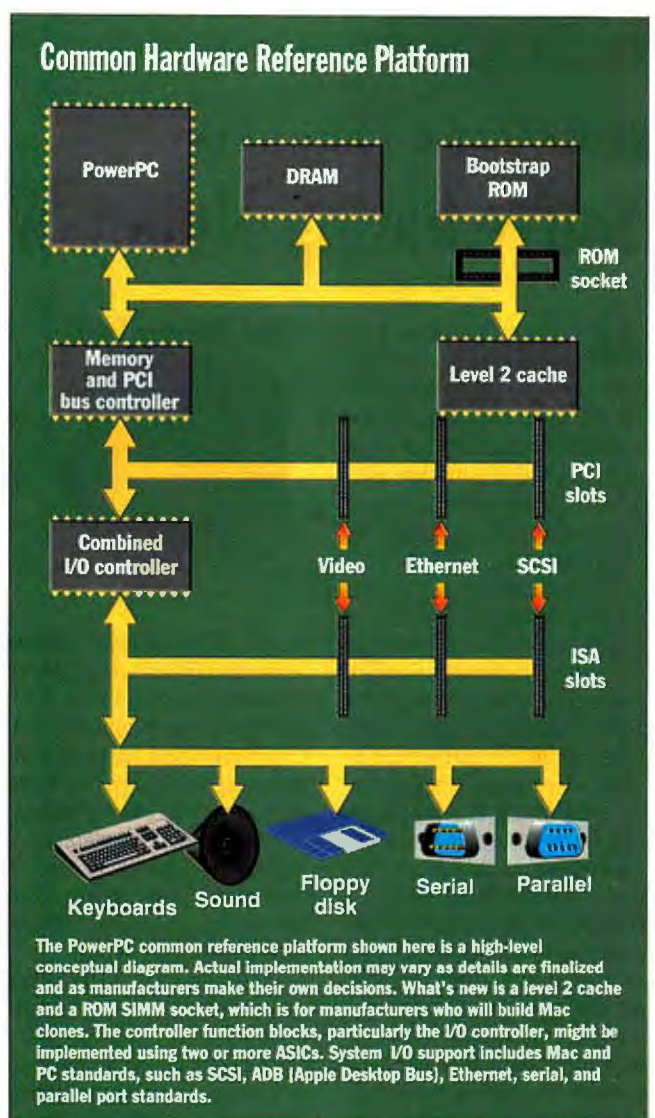 Common Hardware Reference Platform
PowerPC
DRAM
Bootstrap
ROM
ROM
socket
Memory
and PCI
bus controller
Level 2 cache
PCI
slots
Combined
I/O controller
Video
Ethernet
SCSI
ISA
slots
Keyboards
Sound
Floppy
disk
Serial
Parallel
The PowerPC common reference platform shown here is a high-level
conceptual diagram. Actual implementation may vary as details are finalized
and as manufacturers make their own decisions. What's new is a level 2 cache
and a ROM SIMM socket, which is for manufacturers who will build Mac
clones. The controller function blocks, particularly the I/O controller, might be
implemented using two or more ASICs. System I/O support includes Mac and
PC standards, such as SCSI, ADB (Apple Desktop Bus), Ethernet, serial, and
parallel port standards.